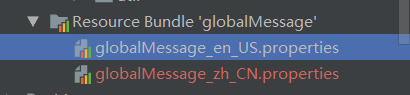 Resource Bundle 'globalMessage'
globalMessage_en_US.properties
globalMessage_zh_CN.properties